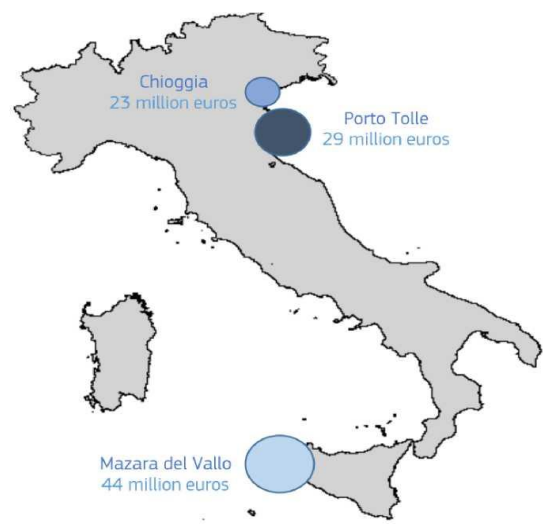 Chioggia
23 million euros
Porto Tolle
29 million euros
Mazara del Vallo
44 million euros